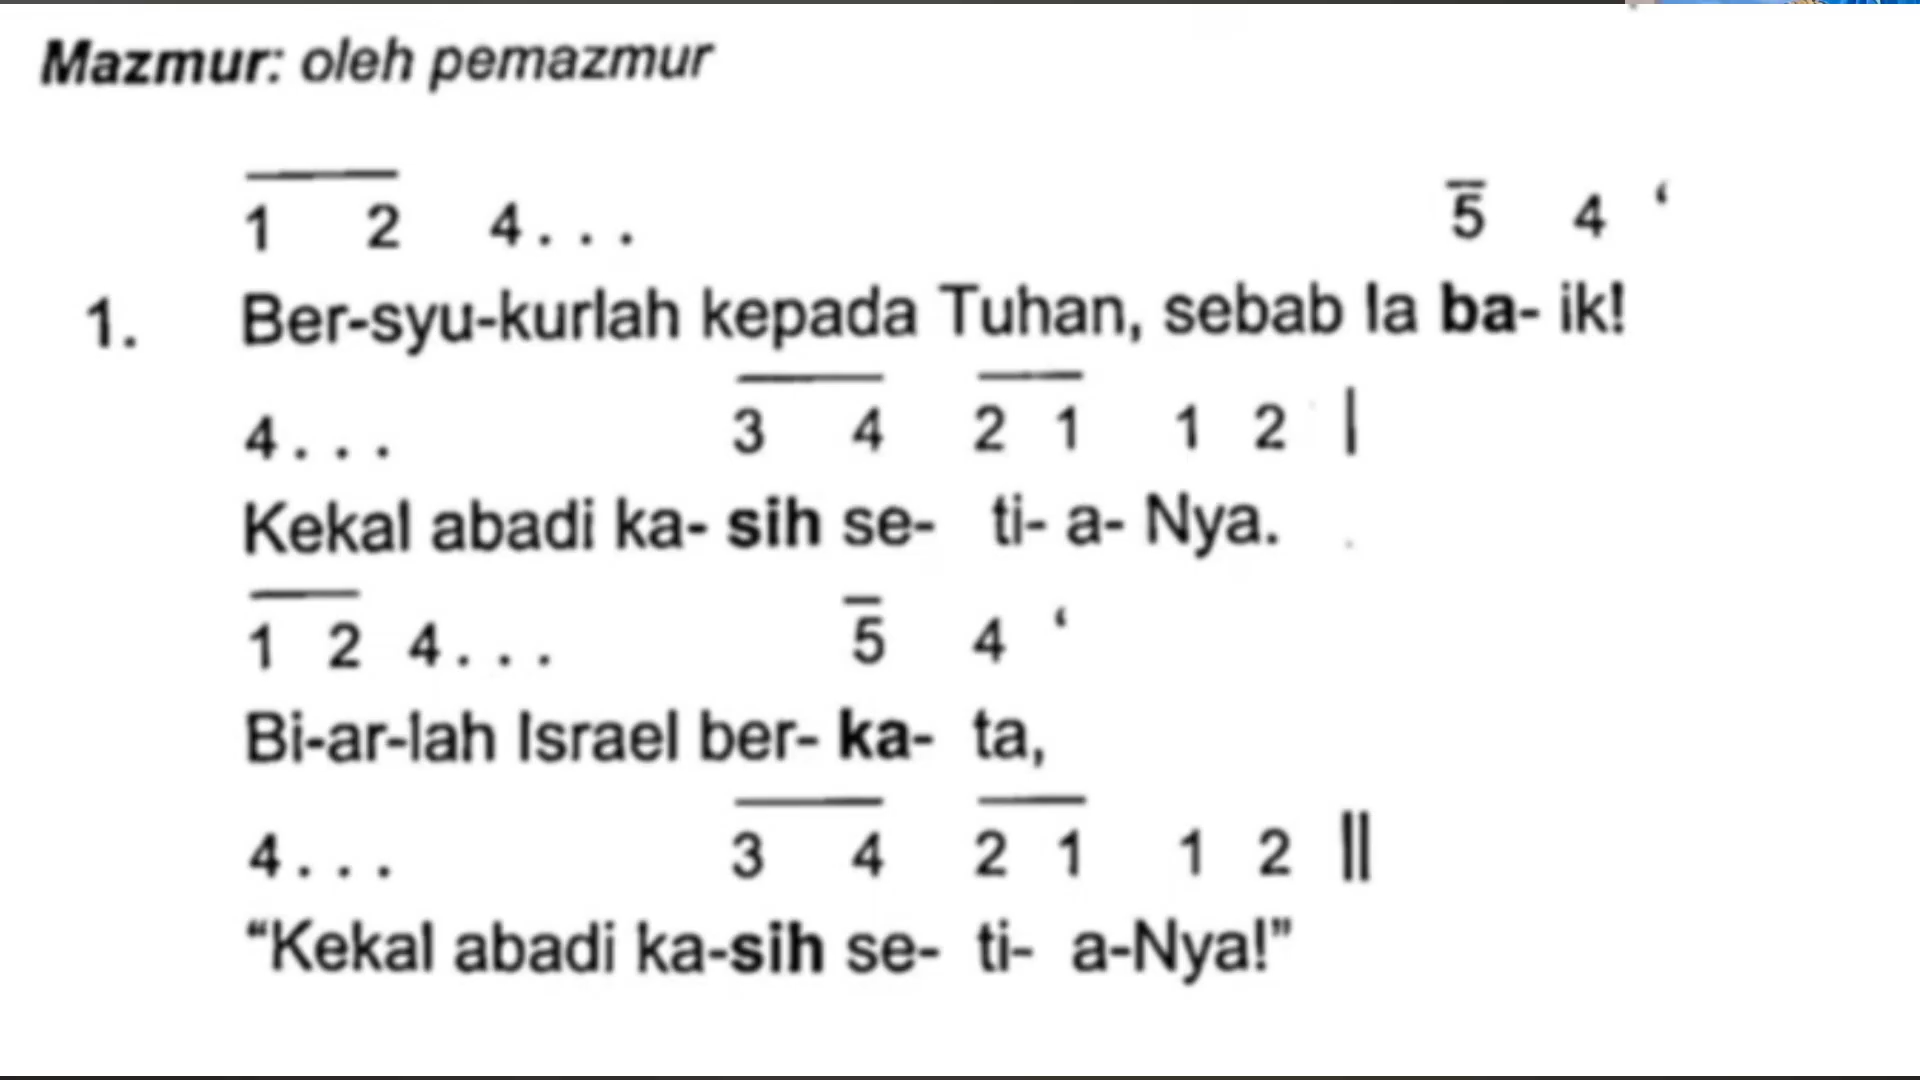 Mazmur: oleh pemazmur
1 2 4... 5 4 ‘
1. Ber-syu-kurlah kepada Tuhan, sebab Ia ba- ik!
4... 3 4 2 1 1 2 |
Kekal abadi ka- sih se- ti- a- Nya.
1 2 4... 5 4 ‘
Bi-ar-lah Israel ber- ka- ta,
4... 3 4 2 1 1 2 ||
“Kekal abadi ka-sih se- ti- a-Nya!”